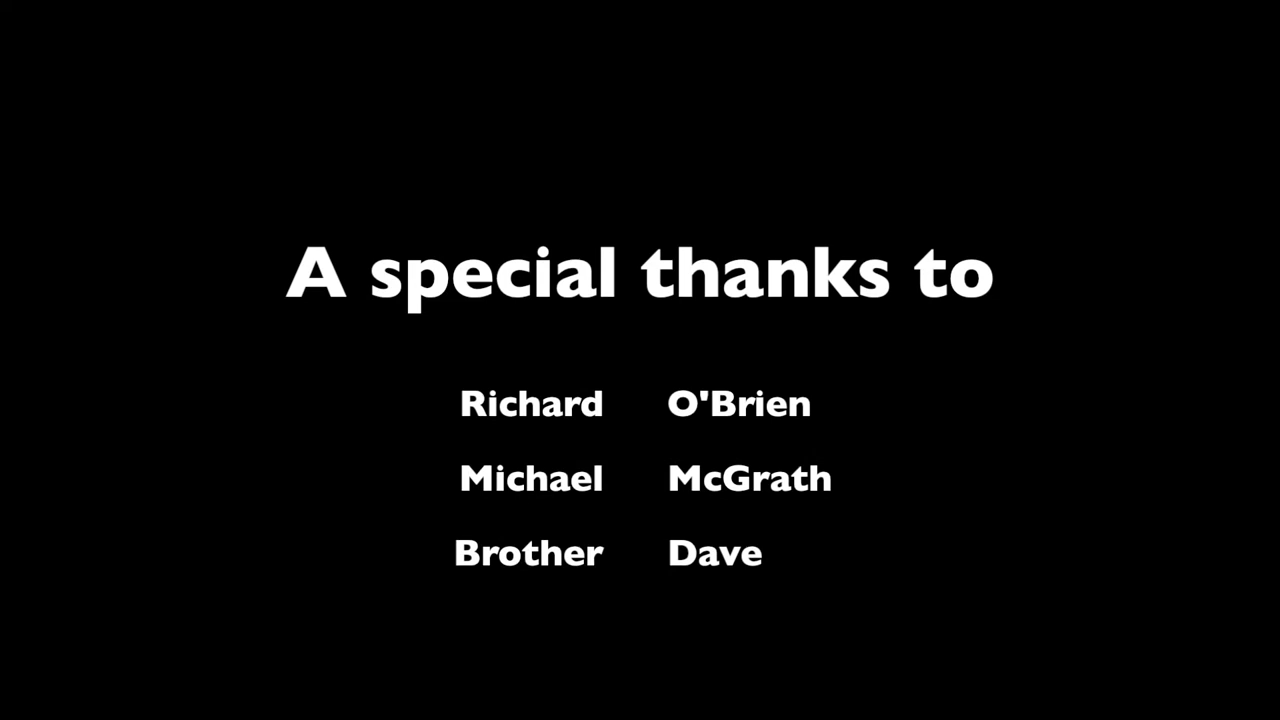 A special thanks to
Richard O'Brien
Michael McGrath
Brother Dave